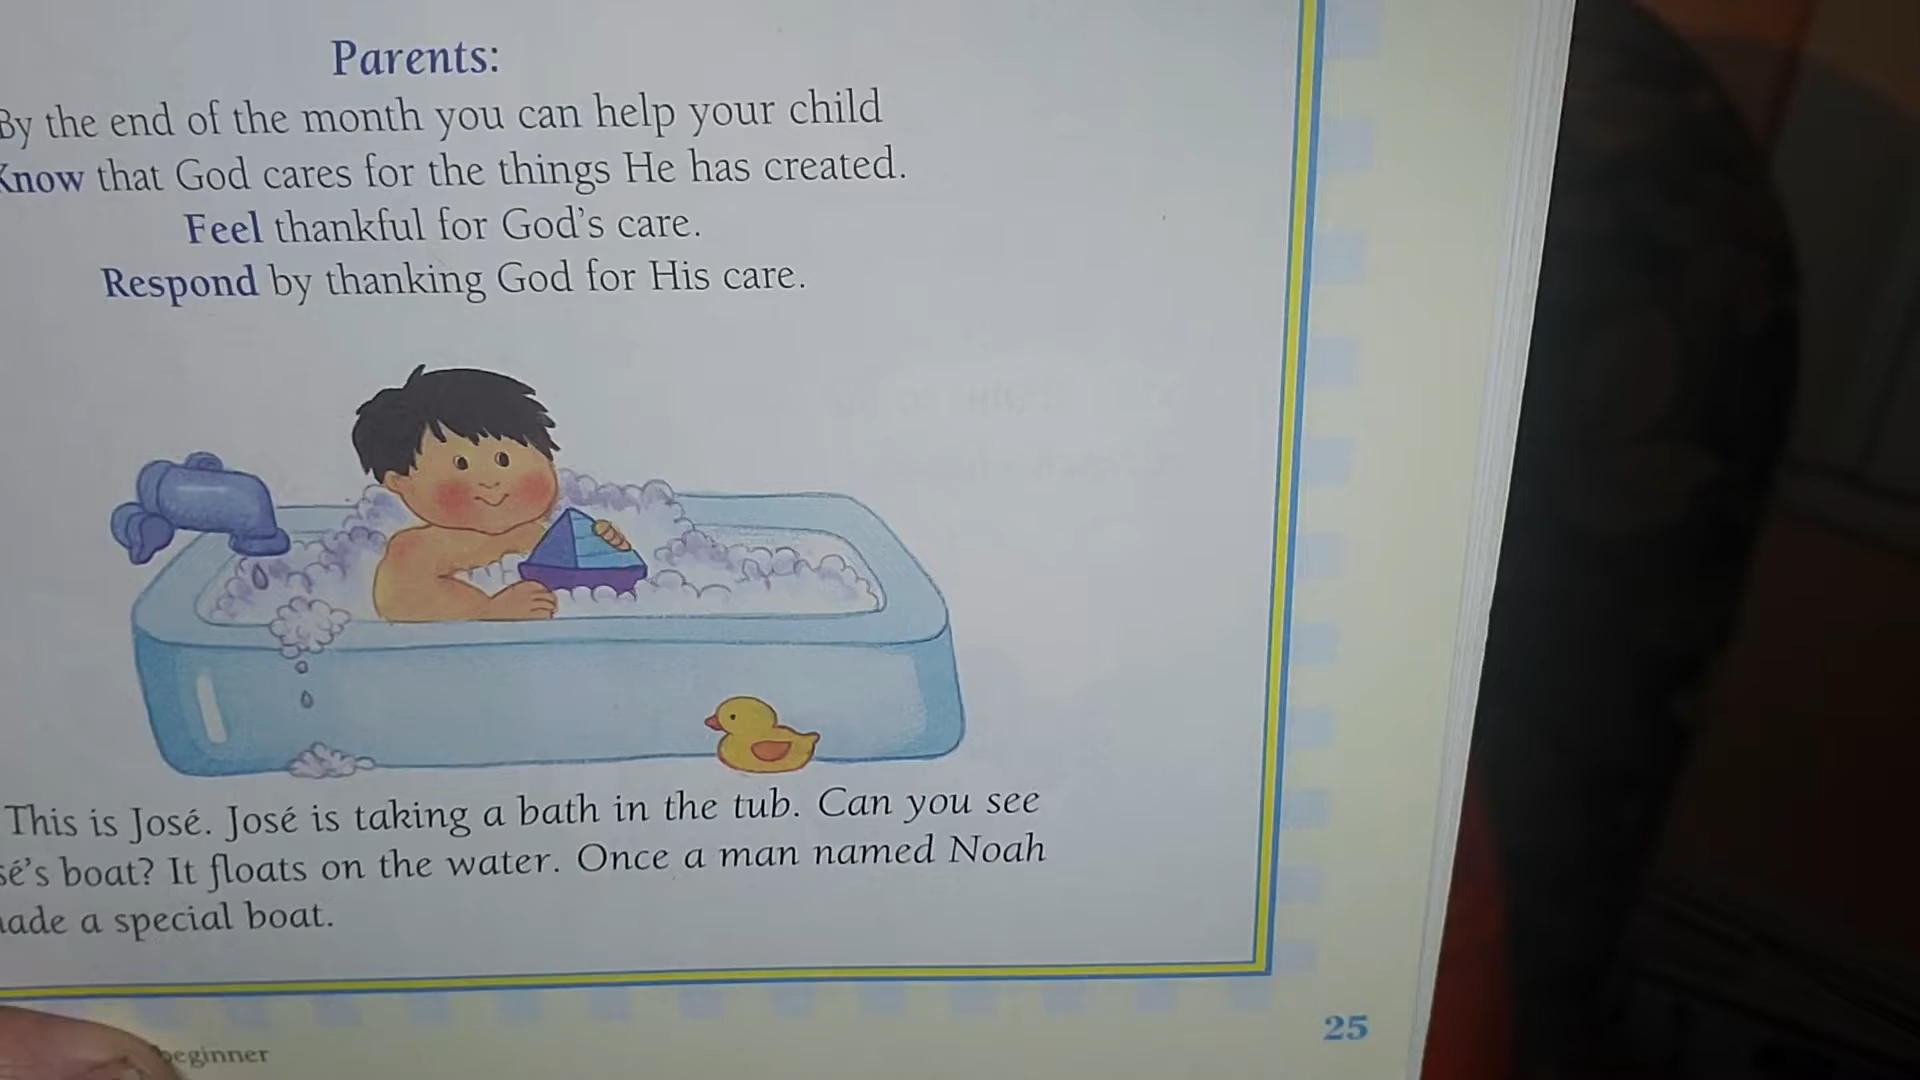 Parents:
By the end of the month you can help your child
Know that God cares for the things He has created.
Feel thankful for God's care.
Respond by thanking God for His care.
This is José. José is taking a bath in the tub. Can you see
sé's boat? It floats on the water. Once a man named Noah
ade a special boat.
25
beginner